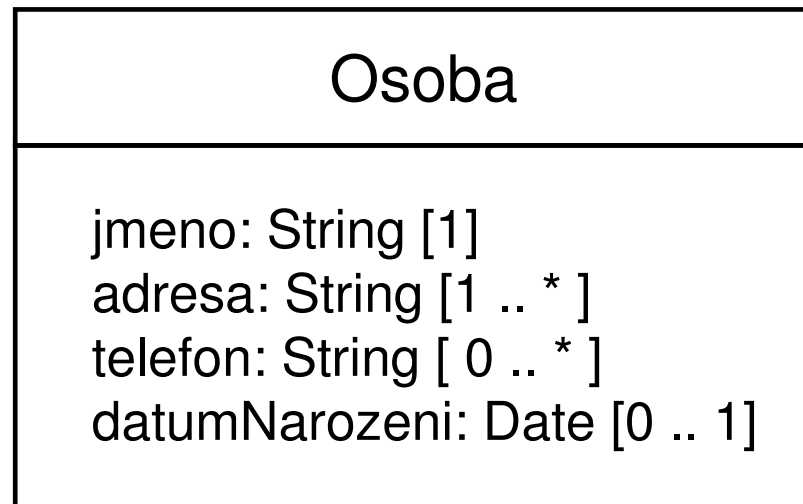 Osoba
jmeno: String [1]
adresa: String [1 .. * ]
telefon: String [ 0 .. * ]
datumNarozeni: Date [0 .. 1]